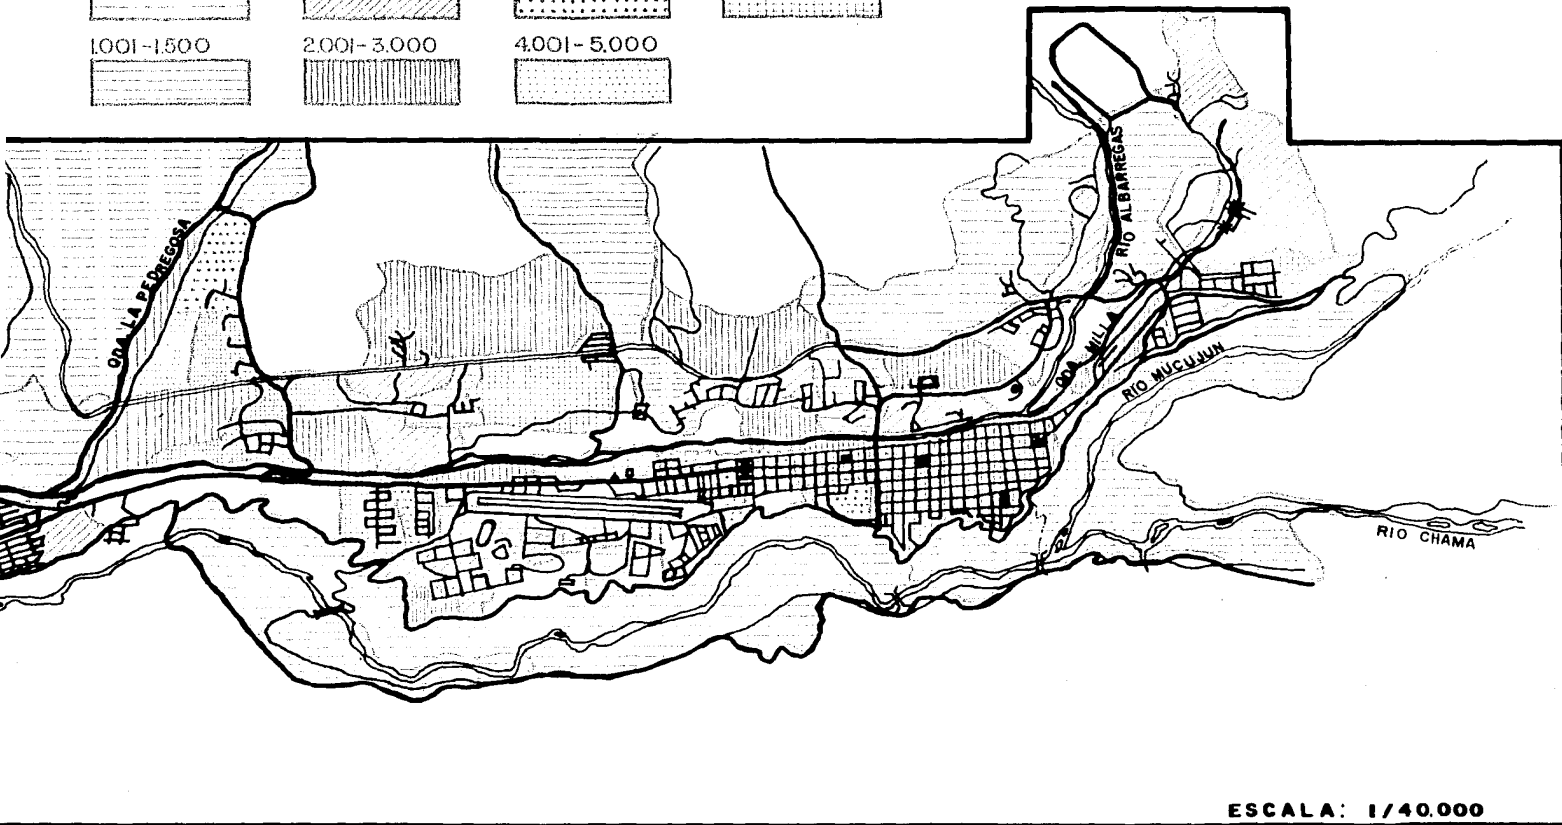 1.001-1.500
2.001-3.000
4.001-5.000
RIO ALBARREGAS
QDA LA PEDREGOSA
QDA MILLA
RIO MUCUJUN
RIO CHAMA
ESCALA: 1/40.000